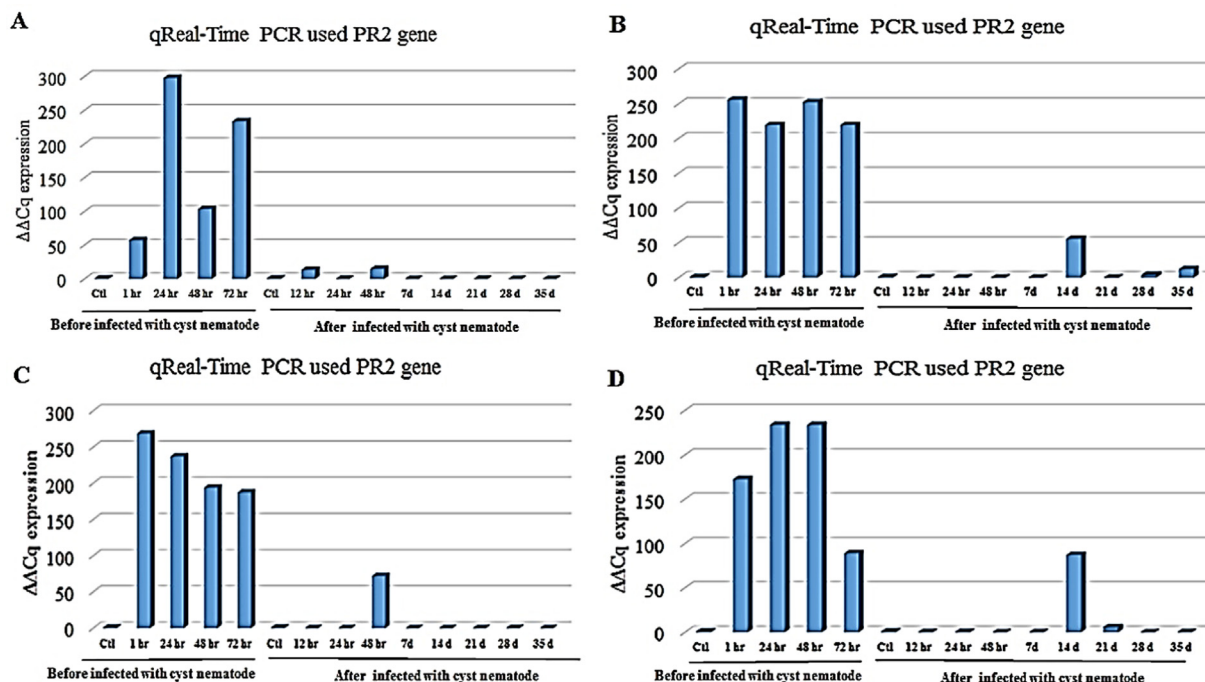 A
qReal-Time PCR used PR2 gene
ΔΔCq expression
300
250
200
150
100
50
0
Ctl 1 hr 24 hr 48 hr 72 hr Ctl 12 hr 24 hr 48 hr 7d 14 d 21 d 28 d 35 d
Before infected with cyst nematode After infected with cyst nematode
B
qReal-Time PCR used PR2 gene
ΔΔCq expression
300
250
200
150
100
50
0
Ctl 1 hr 24 hr 48 hr 72 hr Ctl 12 hr 24 hr 48 hr 7d 14 d 21 d 28 d 35 d
Before infected with cyst nematode After infected with cyst nematode
C
qReal-Time PCR used PR2 gene
ΔΔCq expression
300
250
200
150
100
50
0
Ctl 1 hr 24 hr 48 hr 72 hr Ctl 12 hr 24 hr 48 hr 7d 14 d 21 d 28 d 35 d
Before infected with cyst nematode After infected with cyst nematode
D
qReal-Time PCR used PR2 gene
ΔΔCq expression
250
200
150
100
50
0
Ctl 1 hr 24 hr 48 hr 72 hr Ctl 12 hr 24 hr 48 hr 7d 14 d 21 d 28 d 35 d
Before infected with cyst nematode After infected with cyst nematode